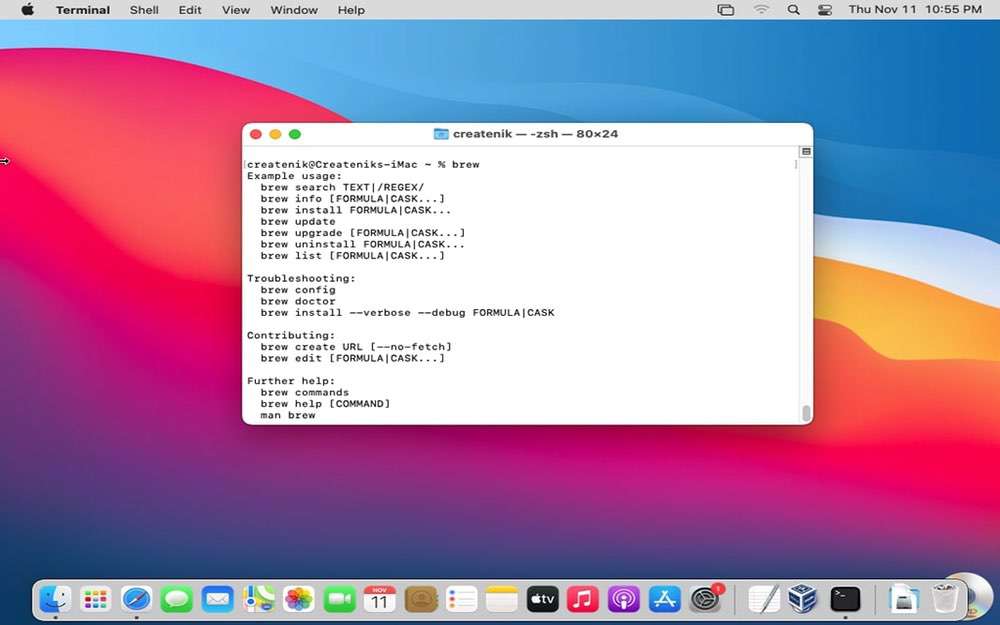 Terminal Shell Edit View Window Help Thu Nov 11 10:55 PM
createnik — -zsh — 80×24
createnik@Createniks-iMac ~ % brew
Example usage:
  brew search TEXT|/REGEX/
  brew info [FORMULA|CASK...]
  brew install FORMULA|CASK...
  brew update
  brew upgrade [FORMULA|CASK...]
  brew uninstall FORMULA|CASK...
  brew list [FORMULA|CASK...]

Troubleshooting:
  brew config
  brew doctor
  brew install --verbose --debug FORMULA|CASK

Contributing:
  brew create URL [--no-fetch]
  brew edit [FORMULA|CASK...]

Further help:
  brew commands
  brew help [COMMAND]
  man brew
NOV
11
tv
1
>_